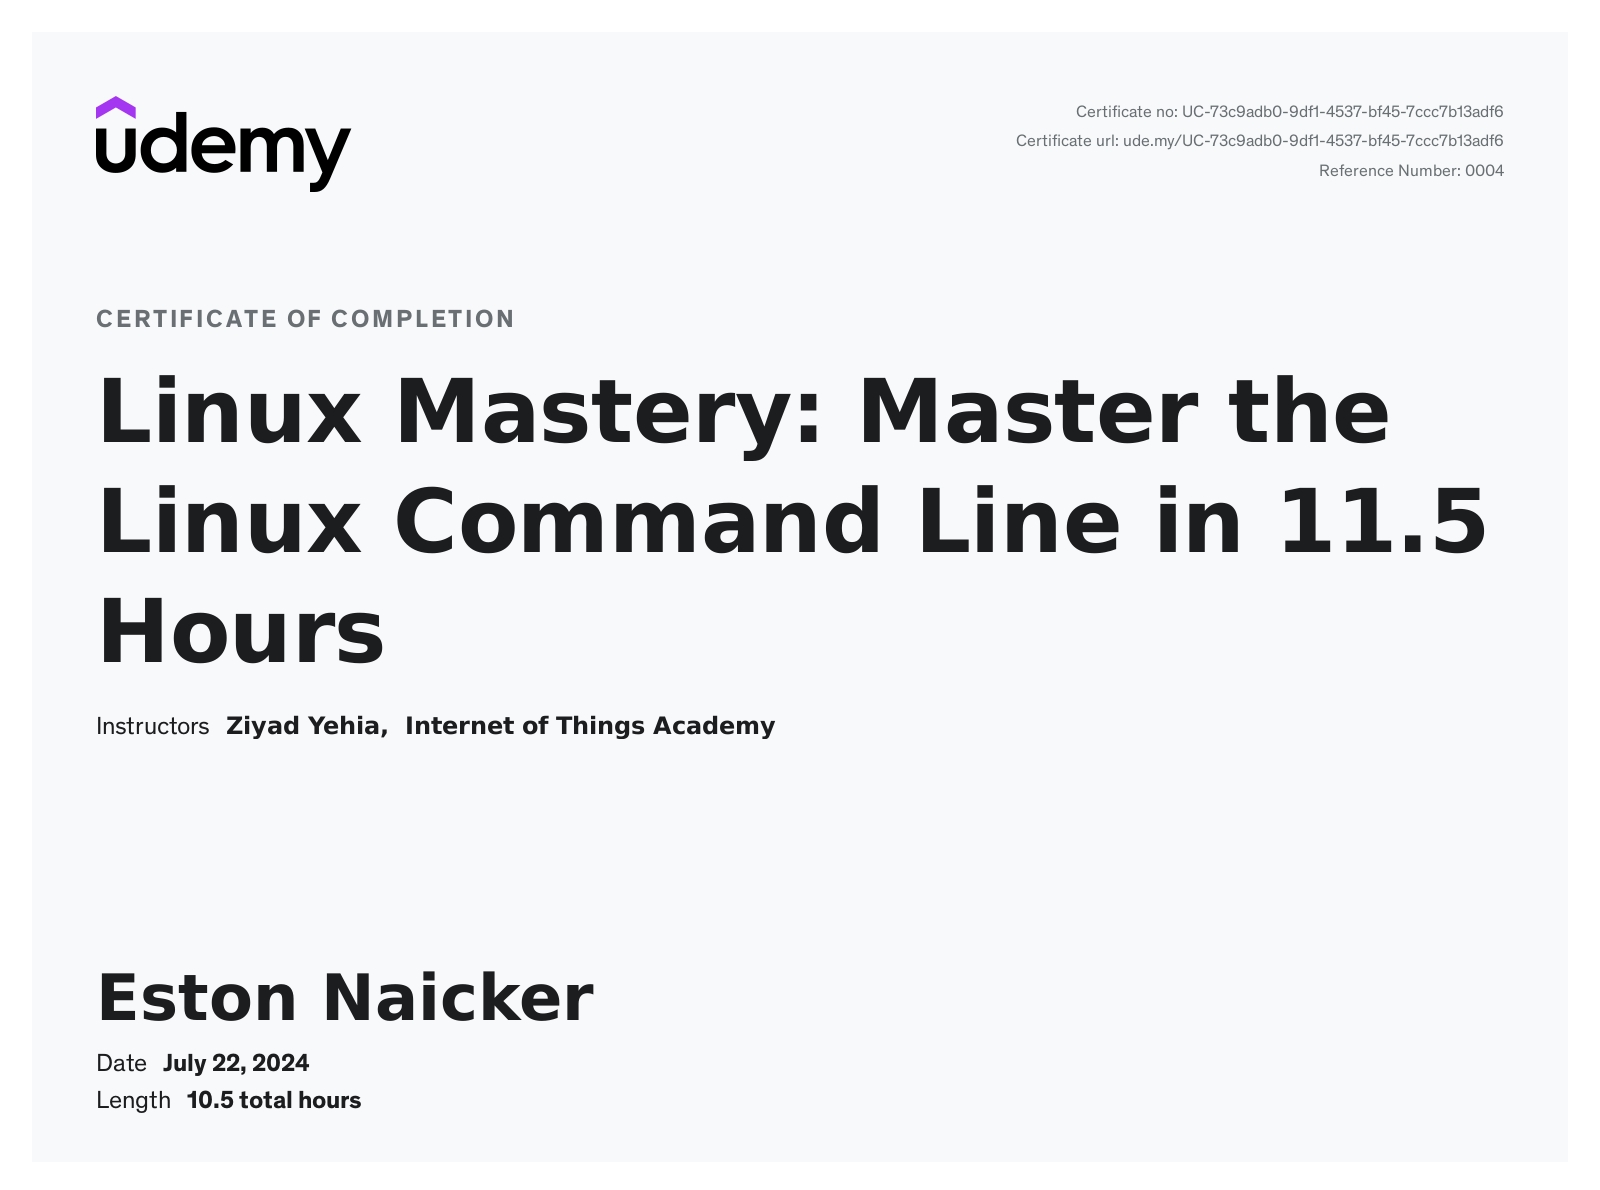 udemy
Certificate no: UC-73c9adb0-9df1-4537-bf45-7ccc7b13adf6
Certificate url: ude.my/UC-73c9adb0-9df1-4537-bf45-7ccc7b13adf6
Reference Number: 0004
CERTIFICATE OF COMPLETION
Linux Mastery: Master the
Linux Command Line in 11.5
Hours
Instructors Ziyad Yehia, Internet of Things Academy
Eston Naicker
Date July 22, 2024
Length 10.5 total hours